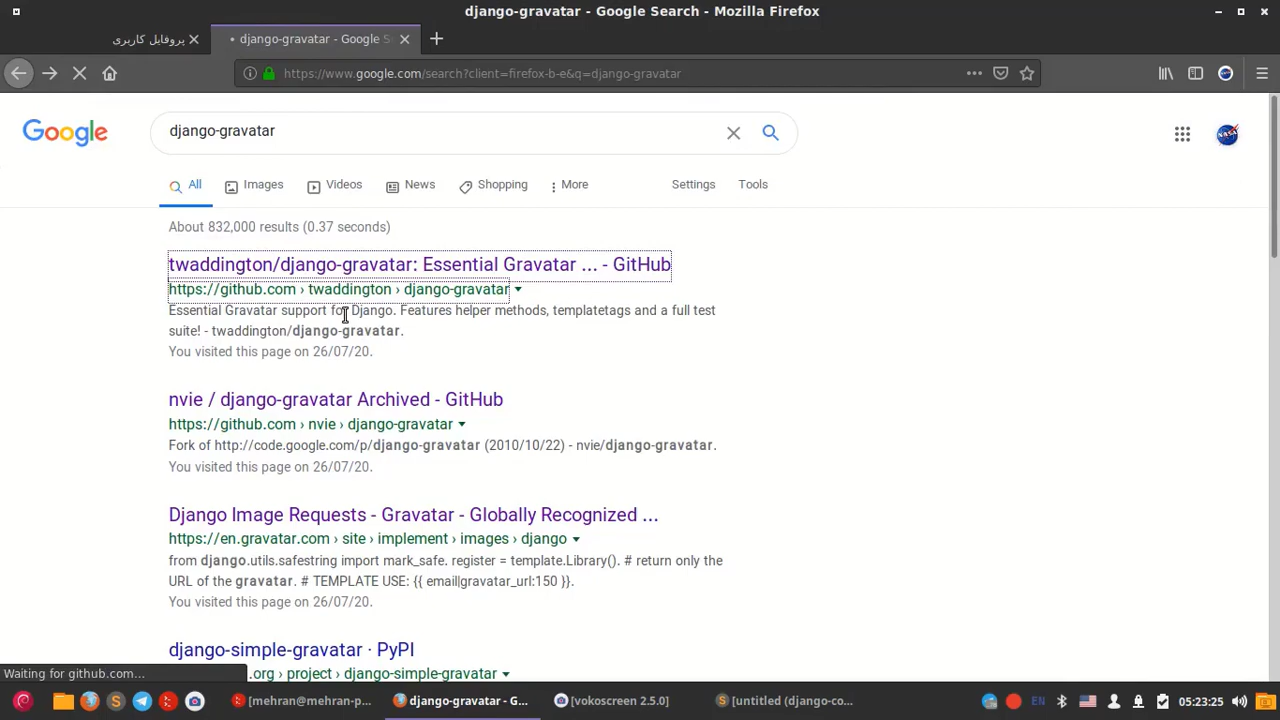 django-gravatar - Google Search - Mozilla Firefox
پروفایل کاربری
django-gravatar - Google S
https://www.google.com/search?client=firefox-b-e&q=django-gravatar
Google
django-gravatar
All
Images
Videos
News
Shopping
More
Settings
Tools
About 832,000 results (0.37 seconds)
twaddington/django-gravatar: Essential Gravatar ... - GitHub
https://github.com › twaddington › django-gravatar
Essential Gravatar support for Django. Features helper methods, templatetags and a full test
suite! - twaddington/django-gravatar.
You visited this page on 26/07/20.
nvie / django-gravatar Archived - GitHub
https://github.com › nvie › django-gravatar
Fork of http://code.google.com/p/django-gravatar (2010/10/22) - nvie/django-gravatar.
You visited this page on 26/07/20.
Django Image Requests - Gravatar - Globally Recognized ...
https://en.gravatar.com › site › implement › images › django
from django.utils.safestring import mark_safe. register = template.Library(). # return only the
URL of the gravatar. # TEMPLATE USE: {{ email|gravatar_url:150 }}.
You visited this page on 26/07/20.
django-simple-gravatar · PyPI
.org › project › django-simple-gravatar
Waiting for github.com...
[mehran@mehran-p...
django-gravatar - G...
[vokoscreen 2.5.0]
[untitled (django-co...
EN
05:23:25